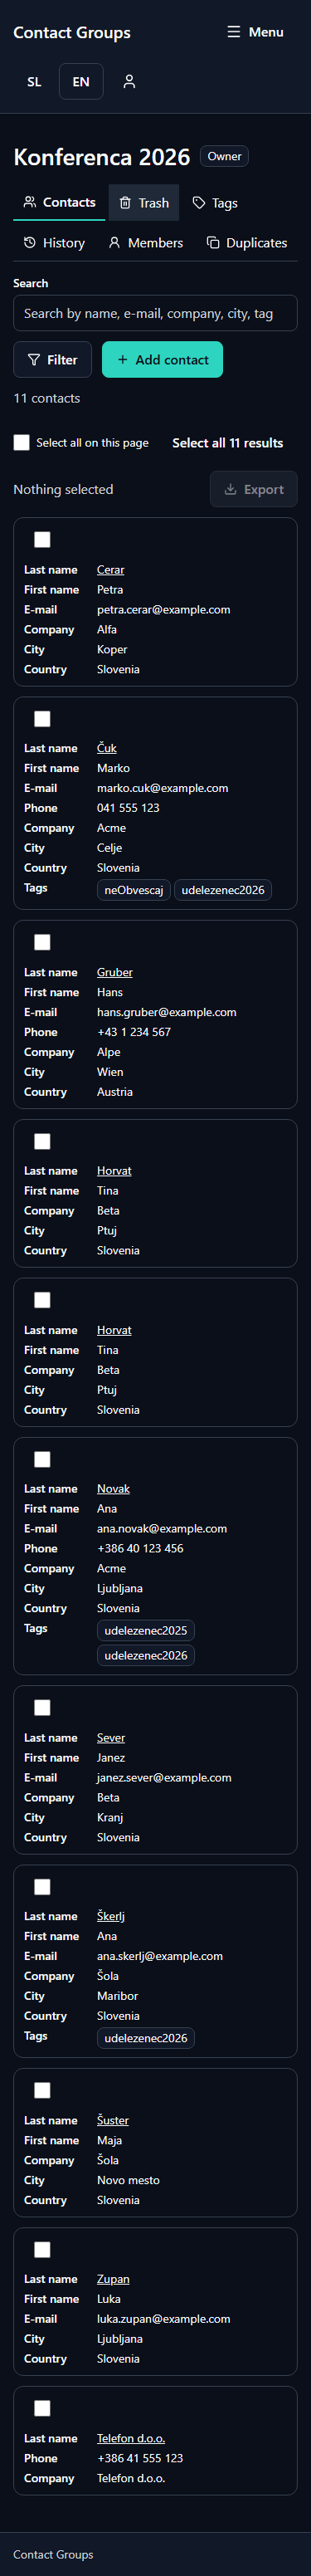 Contact Groups
Menu
SL
EN
Konferenca 2026
Owner
Contacts
Trash
Tags
History
Members
Duplicates
Search
Search by name, e-mail, company, city, tag
Filter
Add contact
11 contacts
Select all on this page
Select all 11 results
Nothing selected
Export
Last name Cerar
First name Petra
E-mail petra.cerar@example.com
Company Alfa
City Koper
Country Slovenia
Last name Čuk
First name Marko
E-mail marko.cuk@example.com
Phone 041 555 123
Company Acme
City Celje
Country Slovenia
Tags neObvescaj udelezenec2026
Last name Gruber
First name Hans
E-mail hans.gruber@example.com
Phone +43 1 234 567
Company Alpe
City Wien
Country Austria
Last name Horvat
First name Tina
Company Beta
City Ptuj
Country Slovenia
Last name Horvat
First name Tina
Company Beta
City Ptuj
Country Slovenia
Last name Novak
First name Ana
E-mail ana.novak@example.com
Phone +386 40 123 456
Company Acme
City Ljubljana
Country Slovenia
Tags udelezenec2025
udelezenec2026
Last name Sever
First name Janez
E-mail janez.sever@example.com
Company Beta
City Kranj
Country Slovenia
Last name Škerlj
First name Ana
E-mail ana.skerlj@example.com
Company Šola
City Maribor
Country Slovenia
Tags udelezenec2026
Last name Šuster
First name Maja
Company Šola
City Novo mesto
Country Slovenia
Last name Zupan
First name Luka
E-mail luka.zupan@example.com
City Ljubljana
Country Slovenia
Last name Telefon d.o.o.
Phone +386 41 555 123
Company Telefon d.o.o.
Contact Groups